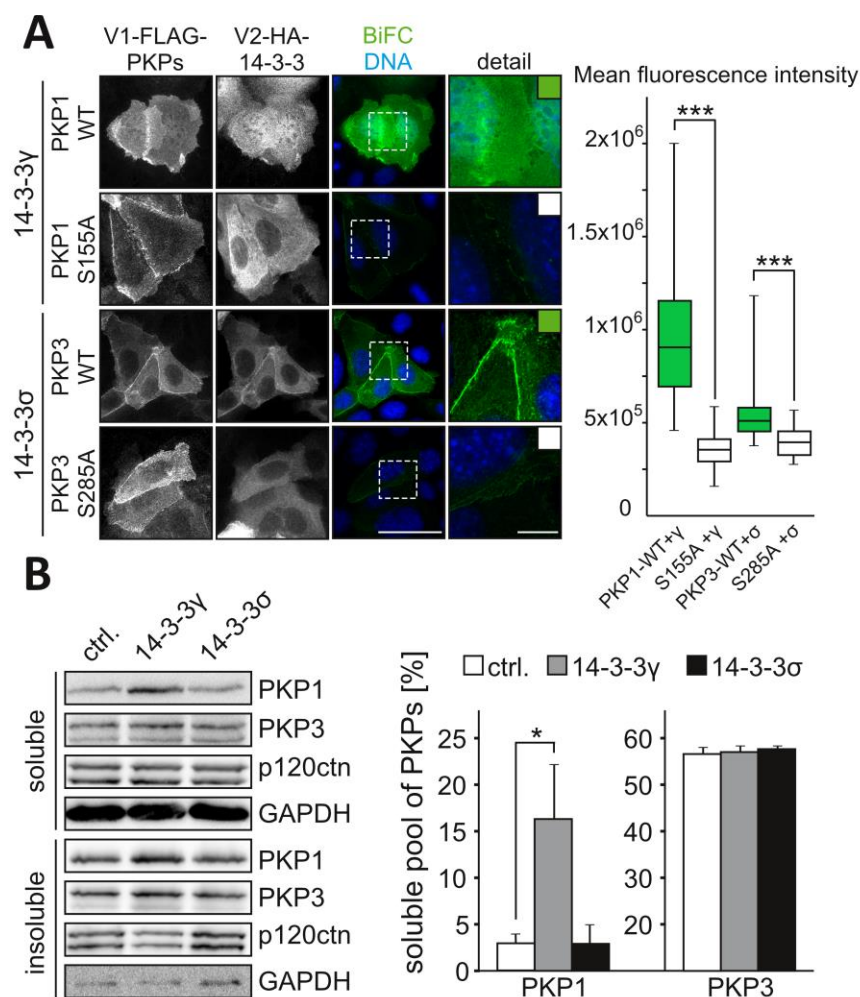 A
V1-FLAG-
PKPs
V2-HA-
14-3-3
BiFC
DNA
detail
14-3-3γ
PKP1
WT
PKP1
S155A
14-3-3σ
PKP3
WT
PKP3
S285A
Mean fluorescence intensity
***
***
2x10⁶
1.5x10⁶
1x10⁶
5x10⁵
0
PKP1-WT+γ
S155A +γ
PKP3-WT+σ
S285A +σ
B
ctrl.
14-3-3γ
14-3-3σ
soluble
PKP1
PKP3
p120ctn
GAPDH
insoluble
PKP1
PKP3
p120ctn
GAPDH
ctrl. 14-3-3γ 14-3-3σ
soluble pool of PKPs [%]
25
20
15
10
5
0
*
PKP1
60
50
40
30
20
PKP3